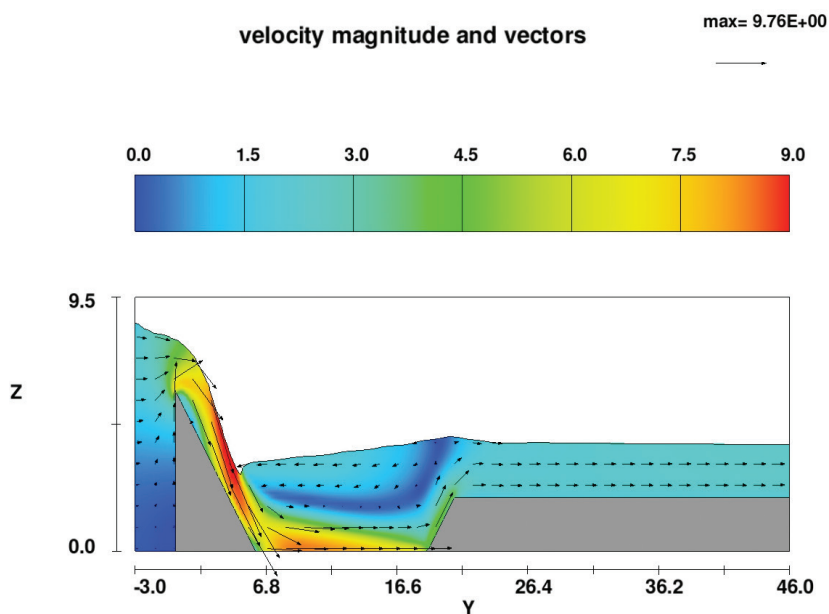 max= 9.76E+00
velocity magnitude and vectors
0.0 1.5 3.0 4.5 6.0 7.5 9.0
9.5
Z
0.0
-3.0 6.8 16.6 26.4 36.2 46.0
Y